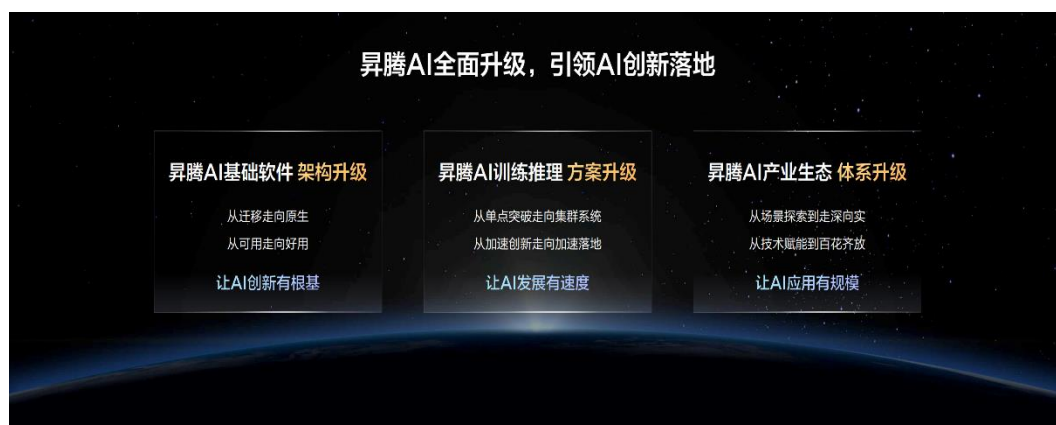 昇腾AI全面升级，引领AI创新落地
昇腾AI基础软件 架构升级
从迁移走向原生
从可用走向好用
让AI创新有根基
昇腾AI训练推理 方案升级
从单点突破走向集群系统
从加速创新走向加速落地
让AI发展有速度
昇腾AI产业生态 体系升级
从场景探索到走深向实
从技术赋能到百花齐放
让AI应用有规模